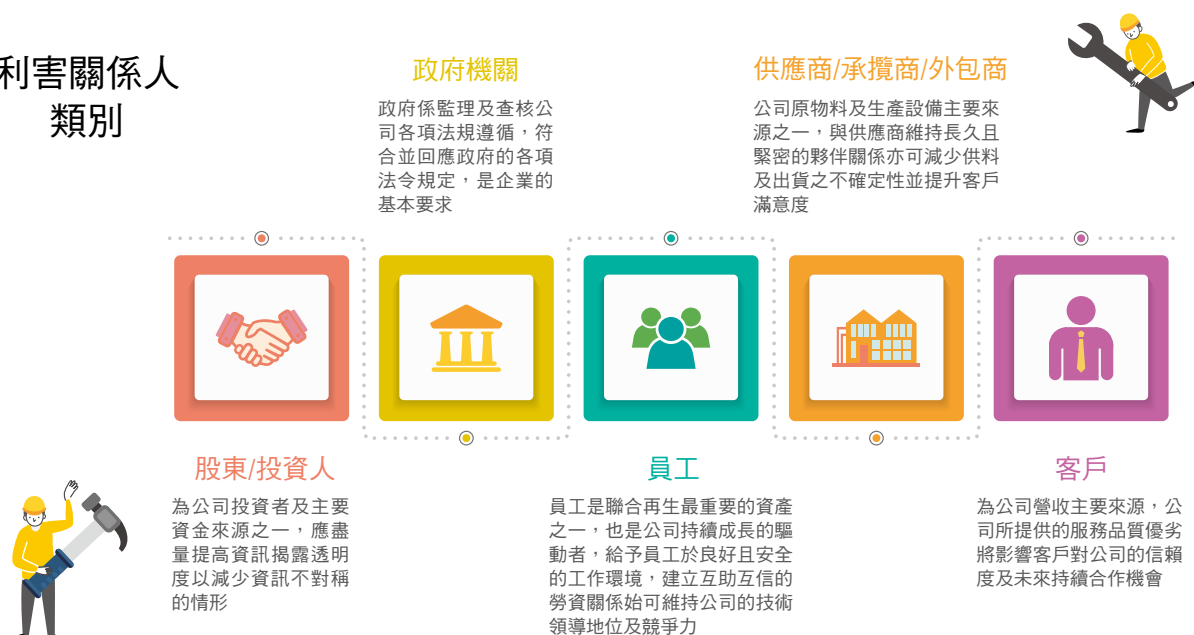 利害關係人
類別
政府機關
政府係監理及查核公
司各項法規遵循，符
合並回應政府的各項
法令規定，是企業的
基本要求
供應商/承攬商/外包商
公司原物料及生產設備主要來
源之一，與供應商維持長久且
緊密的夥伴關係亦可減少供料
及出貨之不確定性並提升客戶
滿意度
股東/投資人
為公司投資者及主要
資金來源之一，應盡
量提高資訊揭露透明
度以減少資訊不對稱
的情形
員工
員工是聯合再生最重要的資產
之一，也是公司持續成長的驅
動者，給予員工於良好且安全
的工作環境，建立互助互信的
勞資關係始可維持公司的技術
領導地位及競爭力
客戶
為公司營收主要來源，公
司所提供的服務品質優劣
將影響客戶對公司的信賴
度及未來持續合作機會